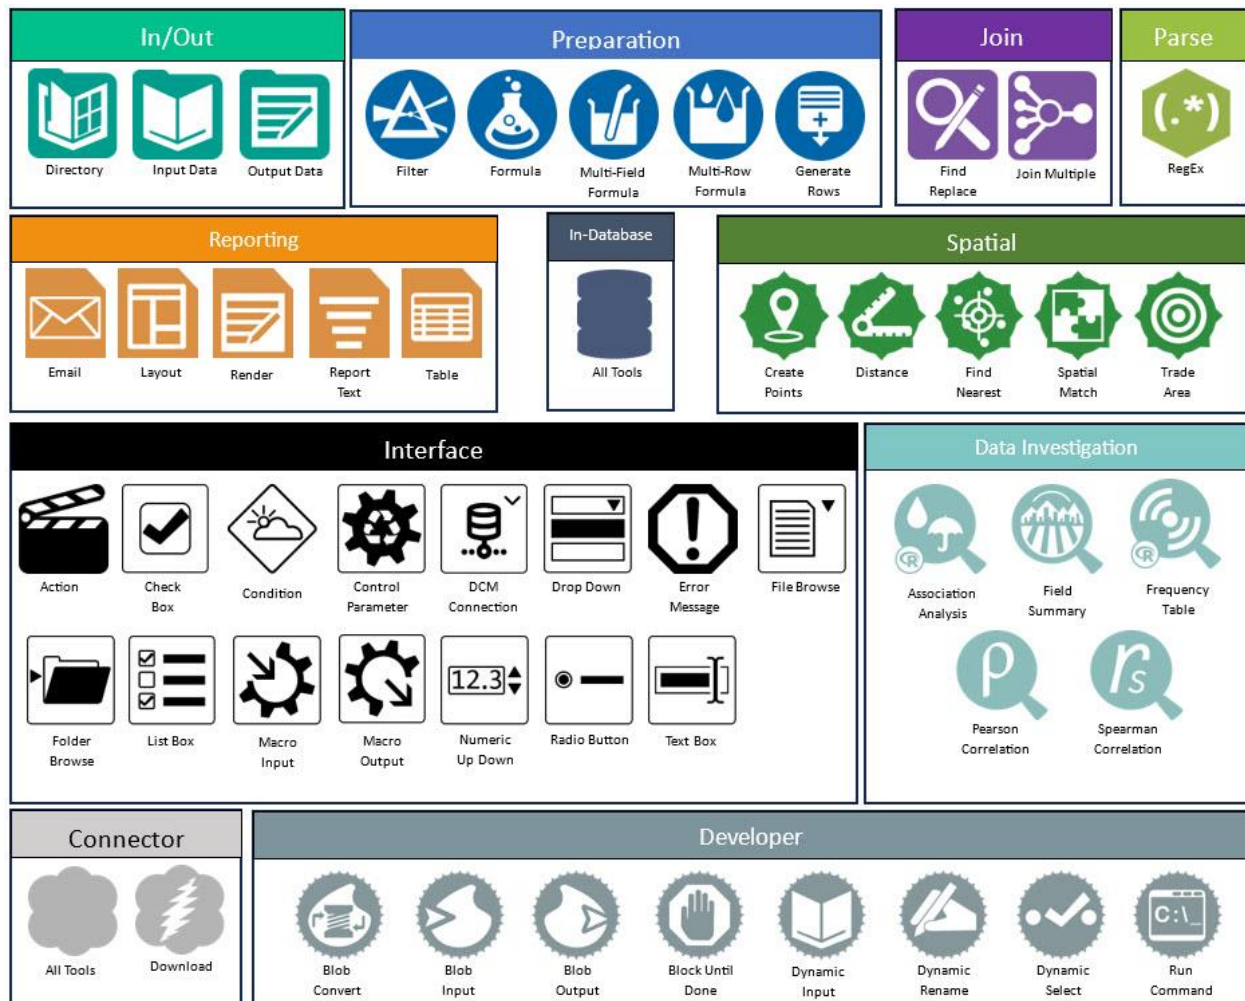 In/Out
Directory
Input Data
Output Data
Preparation
Filter
Formula
Multi-Field
Formula
Multi-Row
Formula
Generate
Rows
Join
Find
Replace
Join Multiple
Parse
(.*)
RegEx
Reporting
Email
Layout
Render
Report
Text
Table
In-Database
All Tools
Spatial
Create
Points
Distance
Find
Nearest
Spatial
Match
Trade
Area
Interface
Action
Check
Box
Condition
Control
Parameter
DCM
Connection
Drop Down
Error
Message
File Browse
Folder
Browse
List Box
Macro
Input
Macro
Output
12.3
Numeric
Up Down
Radio Button
Text Box
Data Investigation
R
Association
Analysis
Field
Summary
R
Frequency
Table
ρ
Pearson
Correlation
rs
Spearman
Correlation
Connector
All Tools
Download
Developer
Blob
Convert
Blob
Input
Blob
Output
Block Until
Done
Dynamic
Input
Dynamic
Rename
Dynamic
Select
C:\_
Run
Command